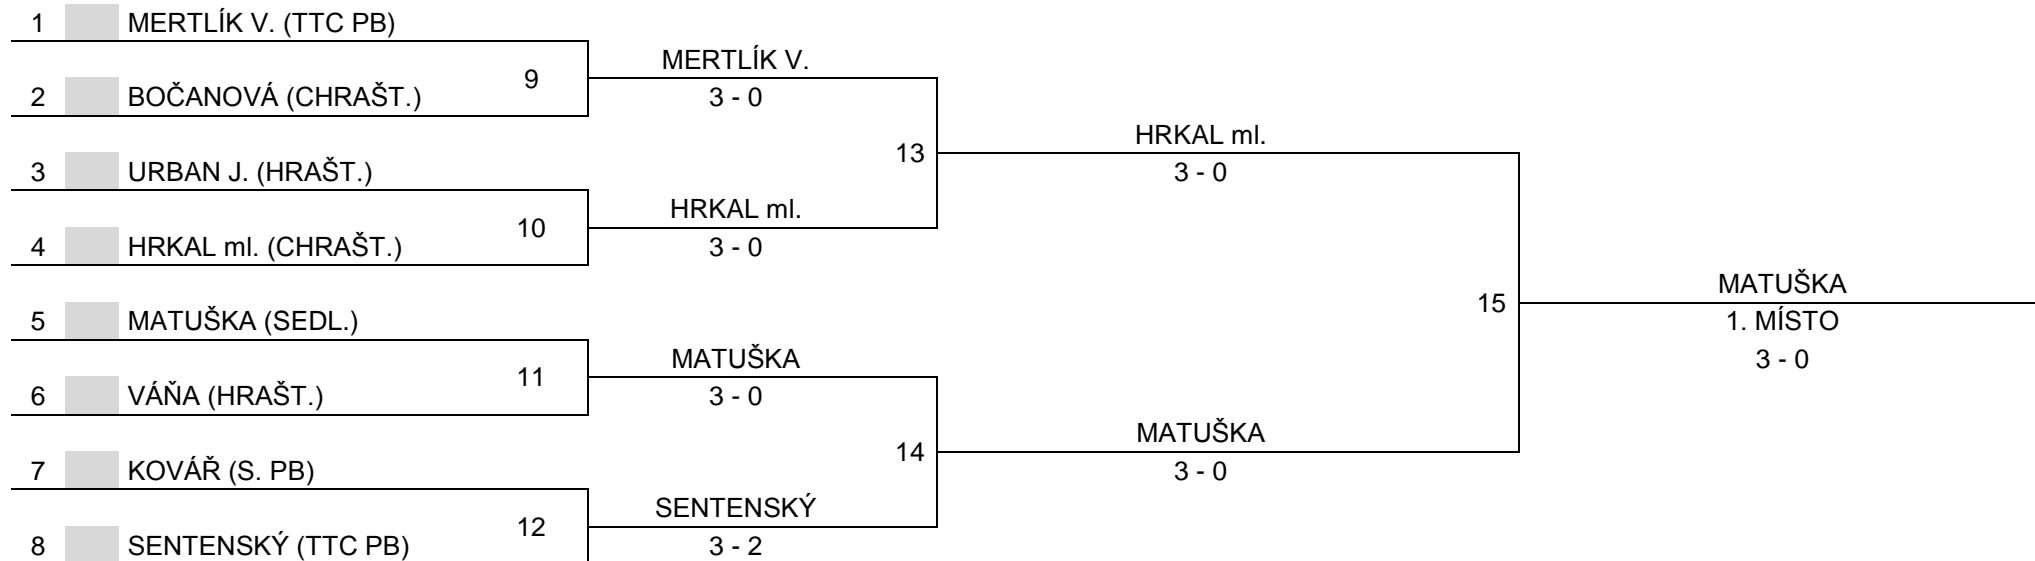 1 MERTLÍK V. (TTC PB)
MERTLÍK V.
9
2 BOČANOVÁ (CHRAŠT.)
3 - 0
HRKAL ml.
13
3 URBAN J. (HRAŠT.)
3 - 0
HRKAL ml.
10
4 HRKAL ml. (CHRAŠT.)
3 - 0
MATUŠKA
15
5 MATUŠKA (SEDL.)
1. MÍSTO
MATUŠKA
3 - 0
11
6 VÁŇA (HRAŠT.)
3 - 0
MATUŠKA
14
7 KOVÁŘ (S. PB)
3 - 0
SENTENSKÝ
12
8 SENTENSKÝ (TTC PB)
3 - 2